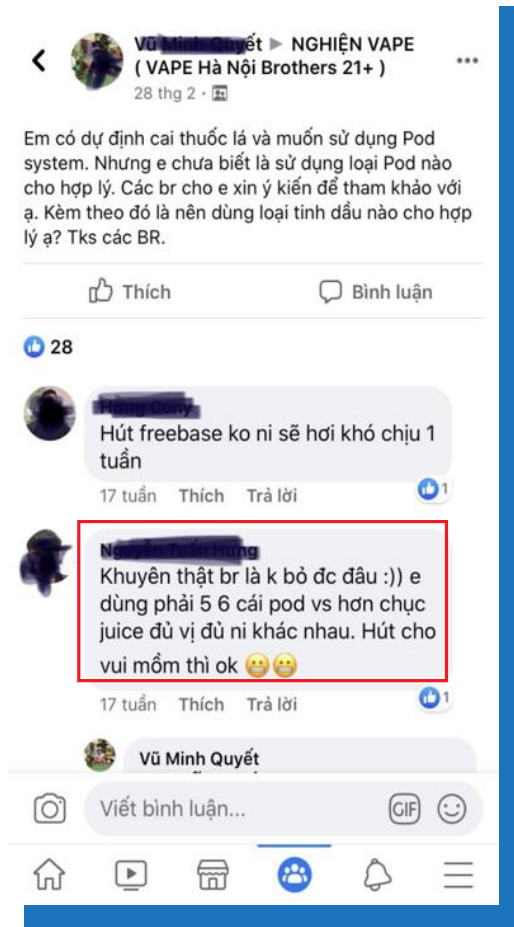 Vũ Minh Quyết ▸ NGHIỆN VAPE
( VAPE Hà Nội Brothers 21+ )
28 thg 2 ·
Em có dự định cai thuốc lá và muốn sử dụng Pod
system. Nhưng e chưa biết là sử dụng loại Pod nào
cho hợp lý. Các br cho e xin ý kiến để tham khảo với
ạ. Kèm theo đó là nên dùng loại tinh dầu nào cho hợp
lý ạ? Tks các BR.
Thích Bình luận
28
Hút freebase ko ni sẽ hơi khó chịu 1
tuần
17 tuần Thích Trả lời 1
Khuyên thật br là k bỏ đc đâu :)) e
dùng phải 5 6 cái pod vs hơn chục
juice đủ vị đủ ni khác nhau. Hút cho
vui mồm thì ok 😬😬
17 tuần Thích Trả lời 1
Vũ Minh Quyết
Viết bình luận... GIF